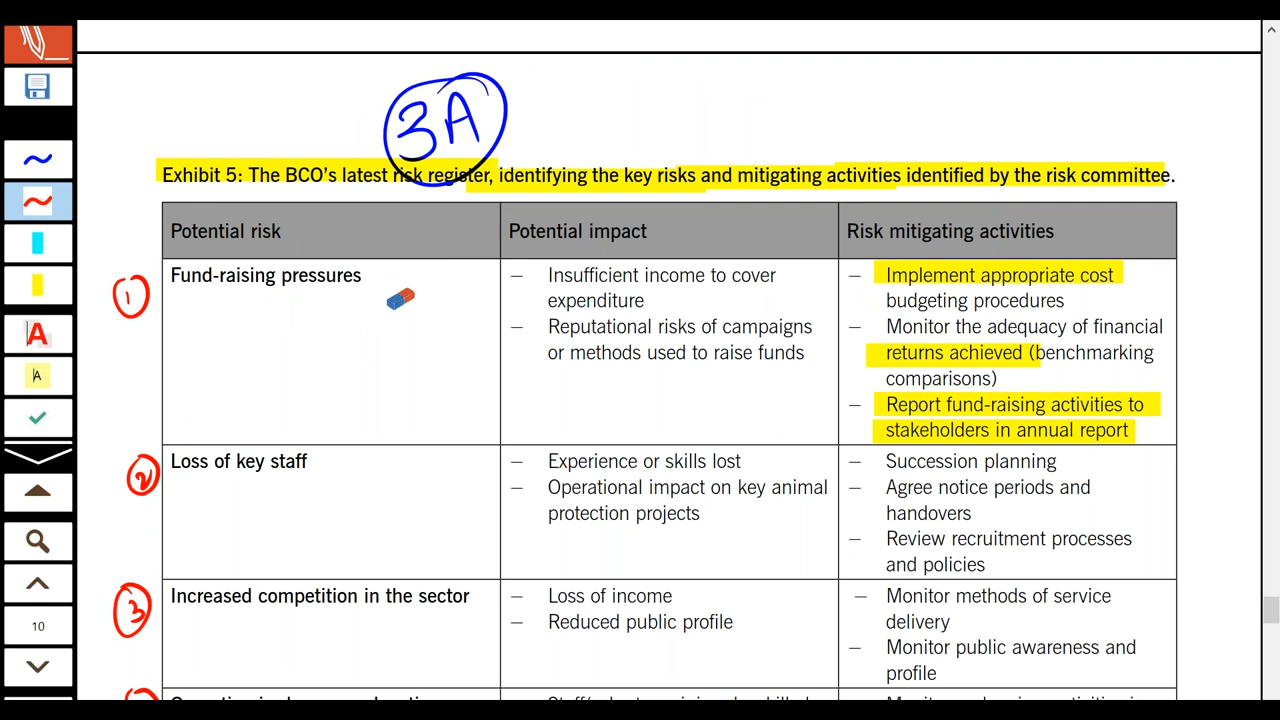 3A
Exhibit 5: The BCO's latest risk register, identifying the key risks and mitigating activities identified by the risk committee.
Potential risk
Potential impact
Risk mitigating activities
1
Fund-raising pressures
– Insufficient income to cover
expenditure
– Reputational risks of campaigns
or methods used to raise funds
– Implement appropriate cost
budgeting procedures
– Monitor the adequacy of financial
returns achieved (benchmarking
comparisons)
– Report fund-raising activities to
stakeholders in annual report
2
Loss of key staff
– Experience or skills lost
– Operational impact on key animal
protection projects
– Succession planning
– Agree notice periods and
handovers
– Review recruitment processes
and policies
3
Increased competition in the sector
– Loss of income
– Reduced public profile
– Monitor methods of service
delivery
– Monitor public awareness and
profile
A
A
10